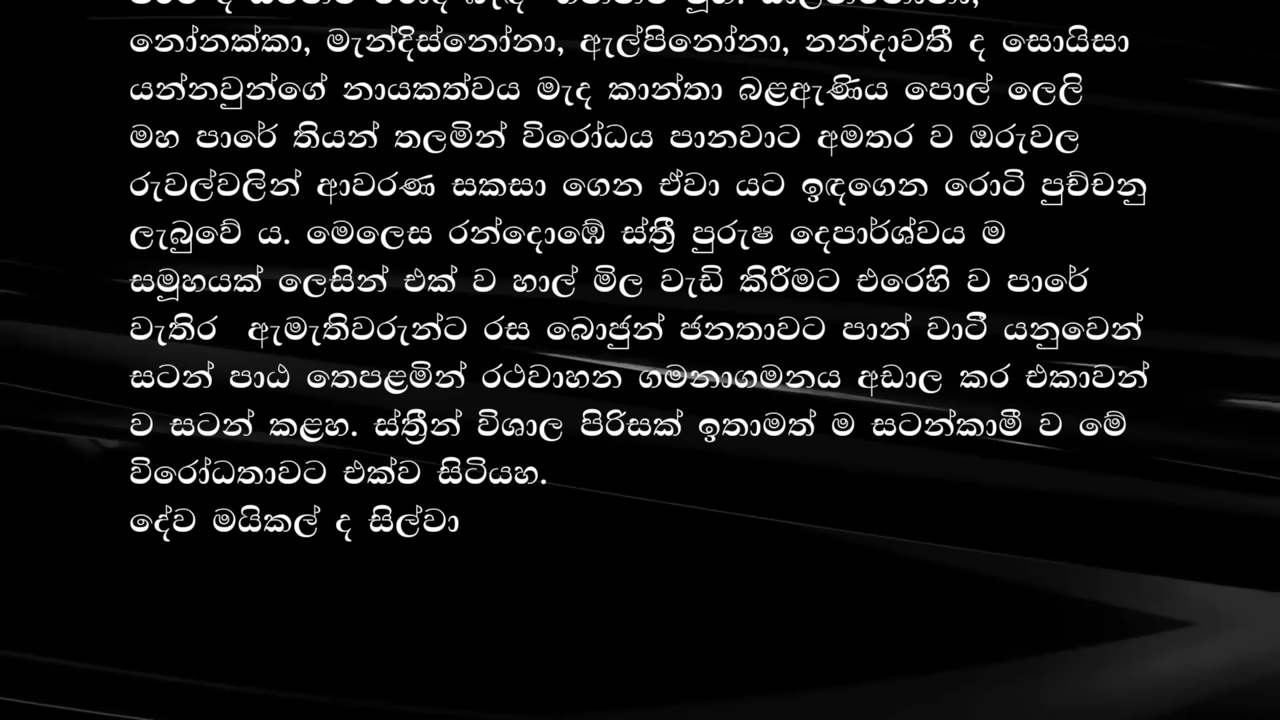 නෝනක්කා, මැන්දිස්නෝනා, ඇල්පිනෝනා, නන්දාවතී ද සොයිසා
යන්නවුන්ගේ නායකත්වය මැද කාන්තා බළඇණිය පොල් ලෙලි
මහ පාරේ තියන් තලමින් විරෝධය පානවාට අමතර ව ඔරුවල
රුවල්වලින් ආවරණ සකසා ගෙන ඒවා යට ඉඳගෙන රොටි පුච්චනු
ලැබුවේ ය. මෙලෙස රන්දොඹේ ස්ත්‍රී පුරුෂ දෙපාර්ශ්වය ම
සමූහයක් ලෙසින් එක් ව හාල් මිල වැඩි කිරීමට එරෙහි ව පාරේ
වැතිර ඇමැතිවරුන්ට රස බොජුන් ජනතාවට පාන් වාටී යනුවෙන්
සටන් පාඨ තෙපළමින් රථවාහන ගමනාගමනය අඩාල කර එකාවන්
ව සටන් කළහ. ස්ත්‍රීන් විශාල පිරිසක් ඉතාමත් ම සටන්කාමී ව මේ
විරෝධතාවට එක්ව සිටියහ.
දේව මයිකල් ද සිල්වා